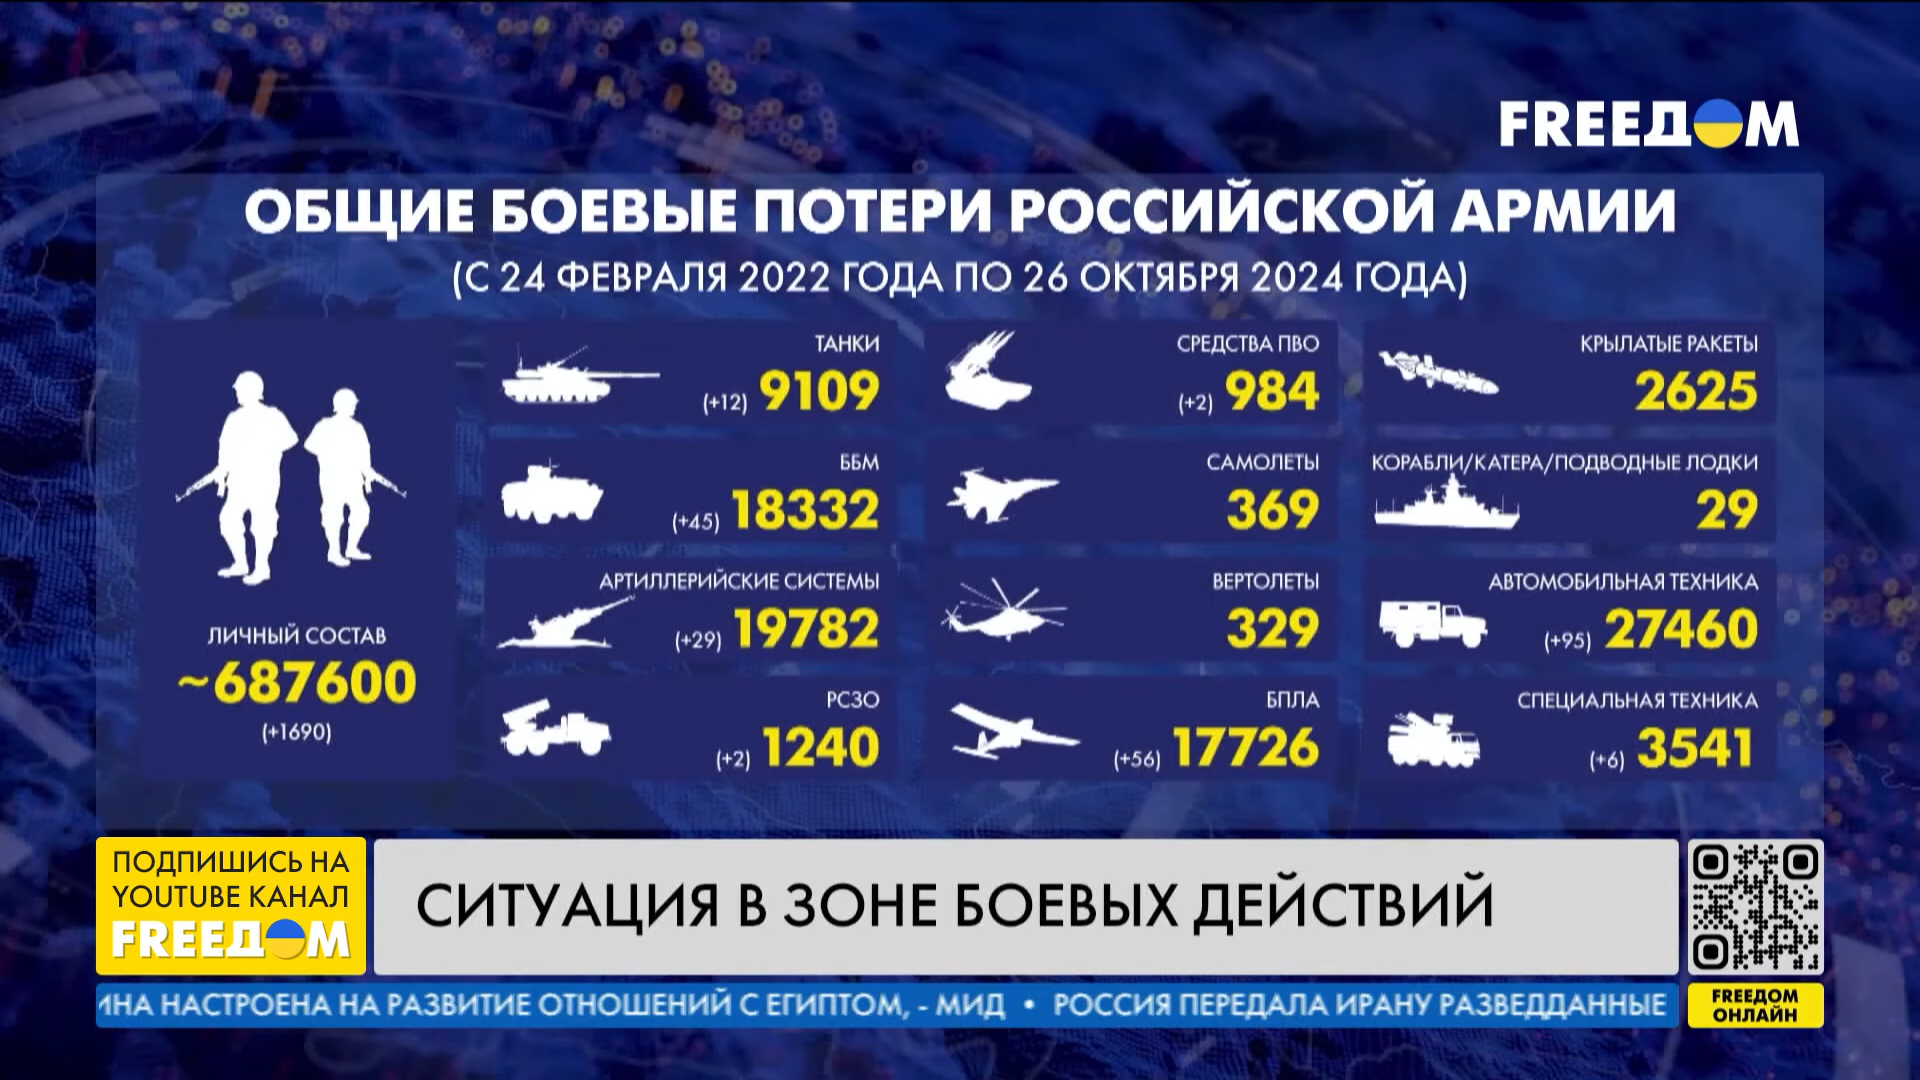 FREEДОМ
ОБЩИЕ БОЕВЫЕ ПОТЕРИ РОССИЙСКОЙ АРМИИ
(С 24 ФЕВРАЛЯ 2022 ГОДА ПО 26 ОКТЯБРЯ 2024 ГОДА)
ЛИЧНЫЙ СОСТАВ
~687600
(+1690)
ТАНКИ
(+12) 9109
ББМ
(+45) 18332
АРТИЛЛЕРИЙСКИЕ СИСТЕМЫ
(+29) 19782
РСЗО
(+2) 1240
СРЕДСТВА ПВО
(+2) 984
САМОЛЕТЫ
369
ВЕРТОЛЕТЫ
329
БПЛА
(+56) 17726
КРЫЛАТЫЕ РАКЕТЫ
2625
КОРАБЛИ/КАТЕРА/ПОДВОДНЫЕ ЛОДКИ
29
АВТОМОБИЛЬНАЯ ТЕХНИКА
(+95) 27460
СПЕЦИАЛЬНАЯ ТЕХНИКА
(+6) 3541
ПОДПИШИСЬ НА
YOUTUBE КАНАЛ
FREEДОМ
СИТУАЦИЯ В ЗОНЕ БОЕВЫХ ДЕЙСТВИЙ
ИНА НАСТРОЕНА НА РАЗВИТИЕ ОТНОШЕНИЙ С ЕГИПТОМ, - МИД • РОССИЯ ПЕРЕДАЛА ИРАНУ РАЗВЕДДАННЫЕ
FREEДОМ
ОНЛАЙН